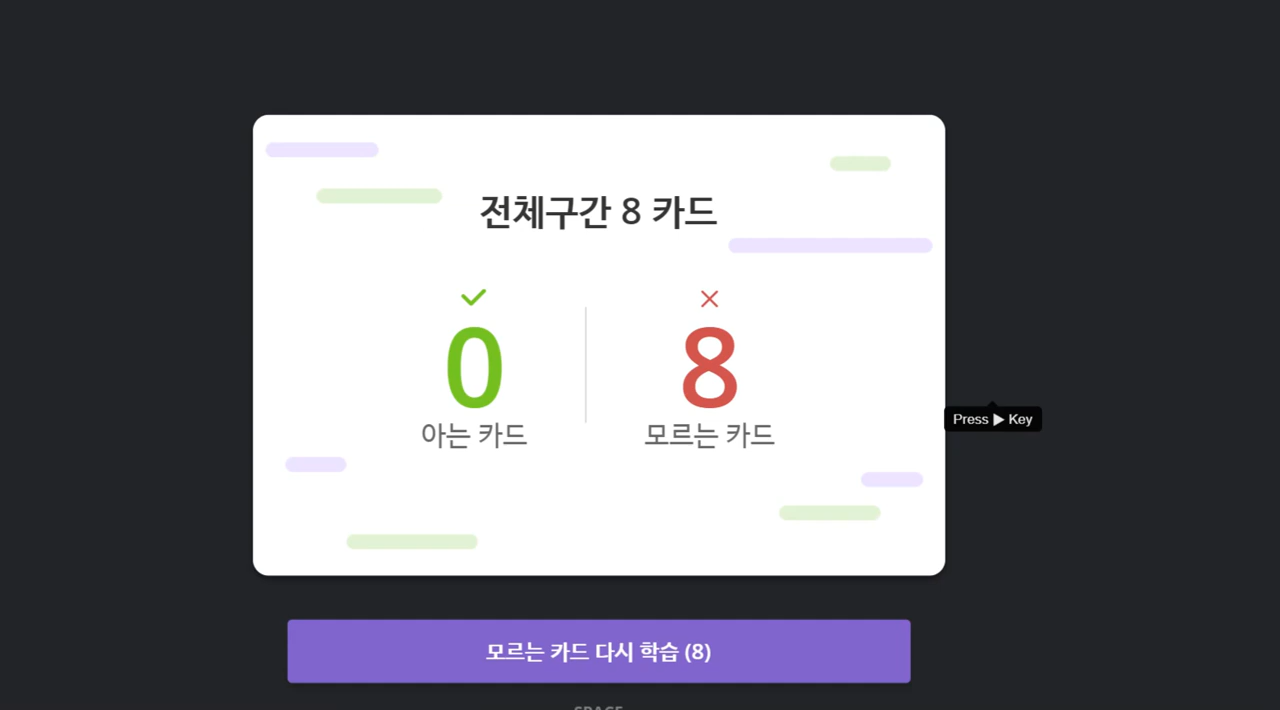 전체구간 8 카드
0
8
아는 카드
모르는 카드
Press ▶ Key
모르는 카드 다시 학습 (8)
SPACE